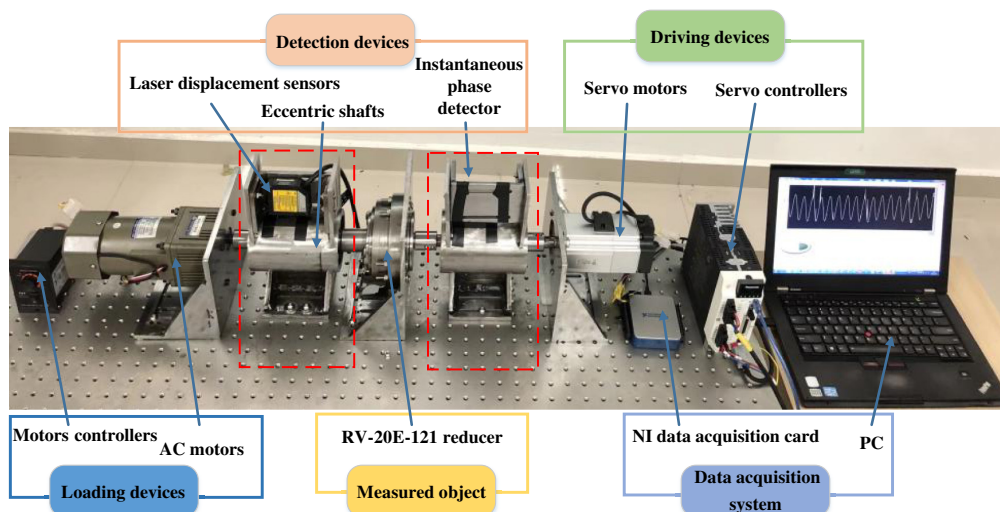 Detection devices
Driving devices
Laser displacement sensors
Eccentric shafts
Instantaneous
phase
detector
Servo motors
Servo controllers
Motors controllers
AC motors
RV-20E-121 reducer
NI data acquisition card
PC
Loading devices
Measured object
Data acquisition
system